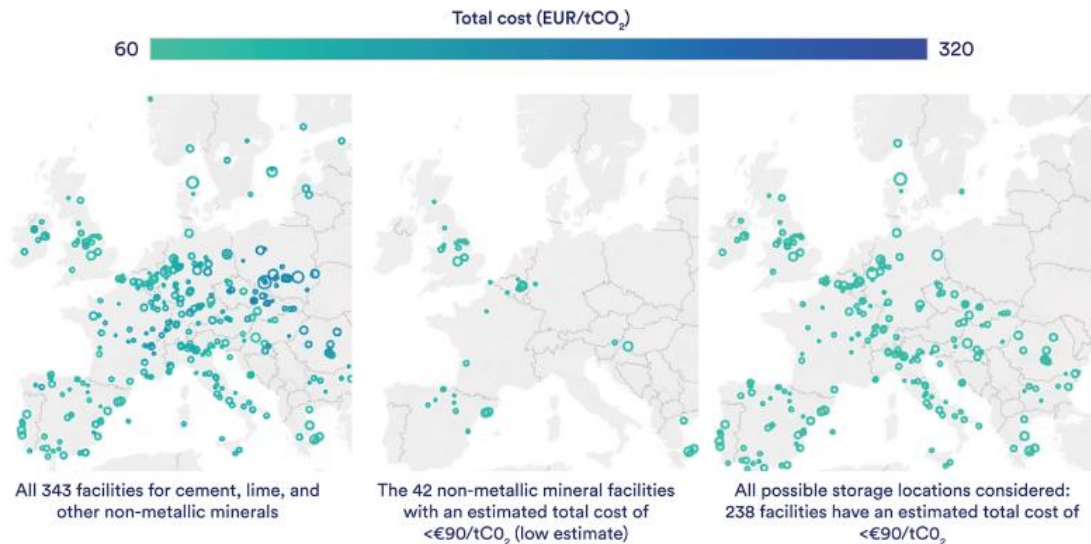 Total cost (EUR/tCO₂)
60
320
All 343 facilities for cement, lime, and
other non-metallic minerals
The 42 non-metallic mineral facilities
with an estimated total cost of
<€90/tC0₂ (low estimate)
All possible storage locations considered:
238 facilities have an estimated total cost of
<€90/tC0₂